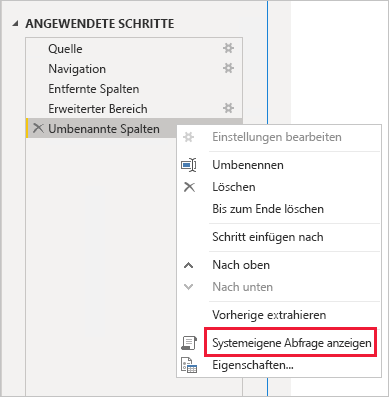 ANGEWENDETE SCHRITTE
Quelle
Navigation
Entfernte Spalten
Erweiterter Bereich
Umbenannte Spalten
Einstellungen bearbeiten
Umbenennen
Löschen
Bis zum Ende löschen
Schritt einfügen nach
Nach oben
Nach unten
Vorherige extrahieren
Systemeigene Abfrage anzeigen
Eigenschaften...